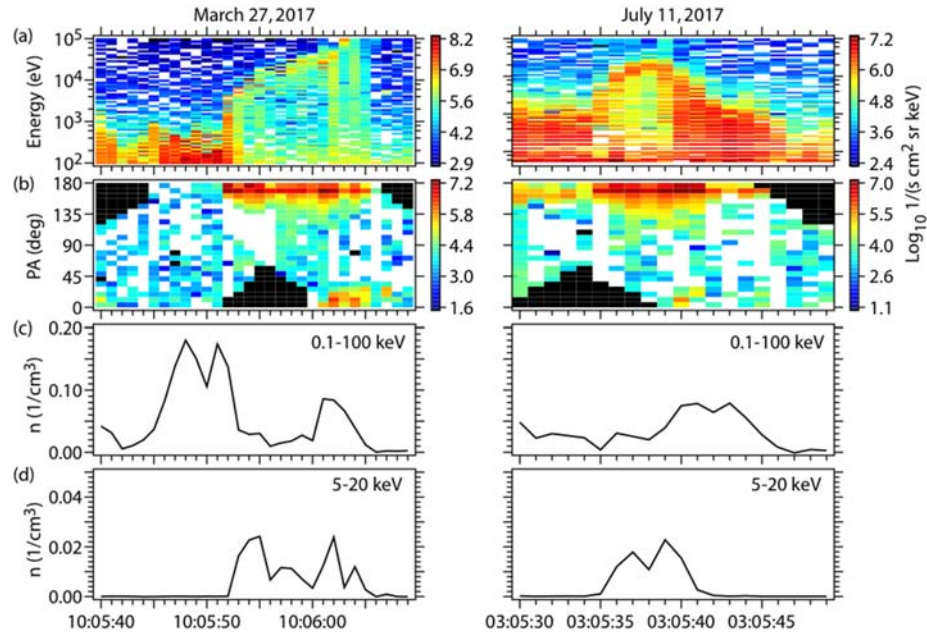 March 27, 2017
July 11, 2017
(a)
Energy (eV)
10⁵
10⁴
10³
10²
8.2
6.9
5.6
4.2
2.9
7.2
6.0
4.8
3.6
2.4
(b)
PA (deg)
180
135
90
45
0
7.2
5.8
4.4
3.0
1.6
7.0
5.5
4.0
2.6
1.1
Log₁₀ 1/(s cm² sr keV)
(c)
n (1/cm³)
0.20
0.10
0.00
0.1-100 keV
0.1-100 keV
(d)
n (1/cm³)
0.04
0.02
0.00
5-20 keV
5-20 keV
10:05:40
10:05:50
10:06:00
03:05:30
03:05:35
03:05:40
03:05:45